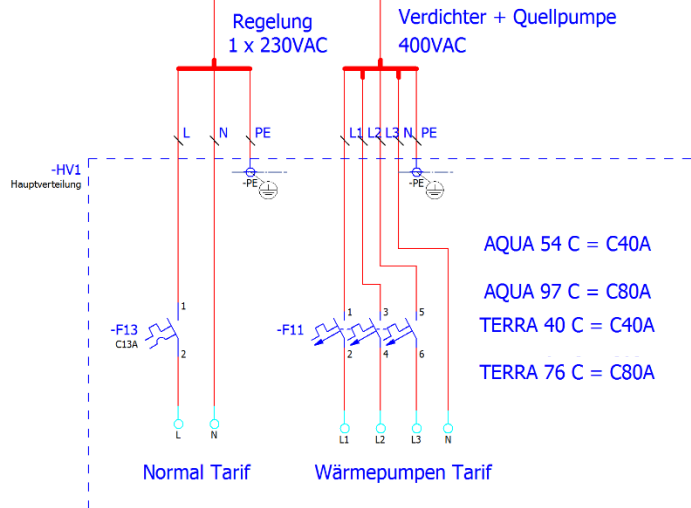 Regelung
1 x 230VAC
Verdichter + Quellpumpe
400VAC
L
N
PE
L1
L2
L3
N
PE
-HV1
Hauptverteilung
-PE
-PE
AQUA 54 C = C40A
AQUA 97 C = C80A
TERRA 40 C = C40A
TERRA 76 C = C80A
-F13
C13A
1
2
-F11
1
2
3
4
5
6
L
N
L1
L2
L3
N
Normal Tarif
Wärmepumpen Tarif